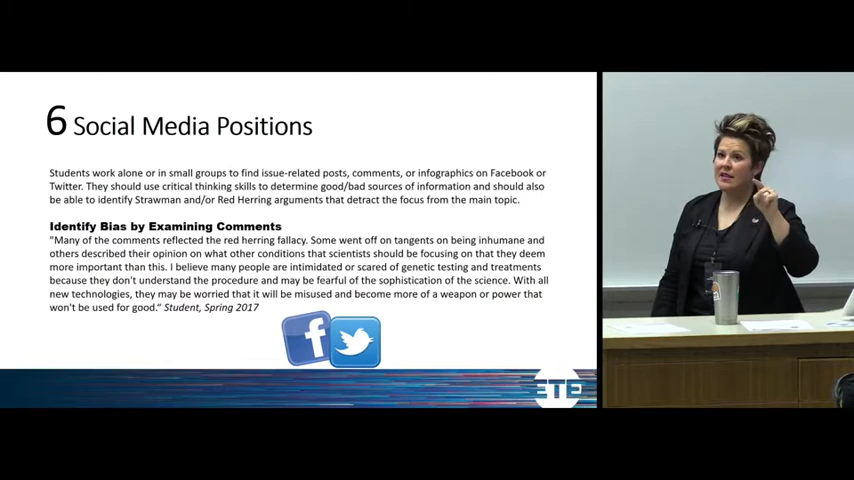 6 Social Media Positions
Students work alone or in small groups to find issue-related posts, comments, or infographics on Facebook or
Twitter. They should use critical thinking skills to determine good/bad sources of information and should also
be able to identify Strawman and/or Red Herring arguments that detract the focus from the main topic.
Identify Bias by Examining Comments
"Many of the comments reflected the red herring fallacy. Some went off on tangents on being inhumane and
others described their opinion on what other conditions that scientists should be focusing on that they deem
more important than this. I believe many people are intimidated or scared of genetic testing and treatments
because they don't understand the procedure and may be fearful of the sophistication of the science. With all
new technologies, they may be worried that it will be misused and become more of a weapon or power that
won't be used for good." Student, Spring 2017
f
ETE